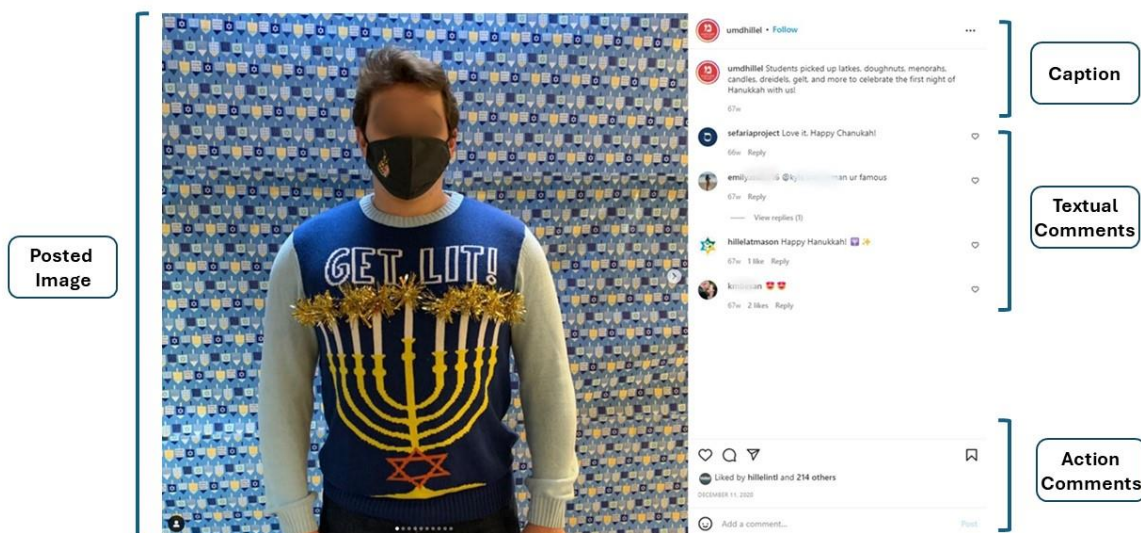 Posted
Image
GET LIT!
umdhillel • Follow
umdhillel Students picked up latkes, doughnuts, menorahs,
candles, dreidels, gelt, and more to celebrate the first night of
Hanukkah with us!
67w
sefariaproject Love it. Happy Chanukah!
66w Reply
ur famous
67w Reply
View replies (1)
hillelatmason Happy Hanukkah! 🕎 ✨
67w 1 like Reply
😍 😍
67w 2 likes Reply
Liked by hillelintl and 214 others
DECEMBER 11, 2020
Add a comment...
Post
Caption
Textual
Comments
Action
Comments